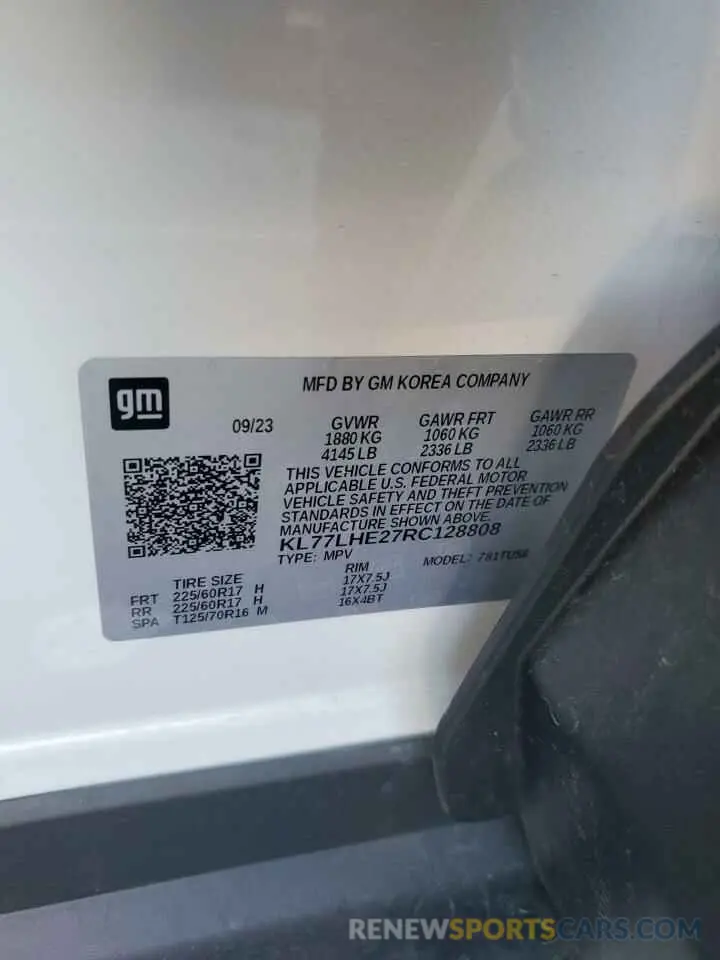 gm
MFD BY GM KOREA COMPANY
09/23
GVWR GAWR FRT GAWR RR
1880 KG 1060 KG 1060 KG
4145 LB 2336 LB 2336 LB
THIS VEHICLE CONFORMS TO ALL
APPLICABLE U.S. FEDERAL MOTOR
VEHICLE SAFETY AND THEFT PREVENTION
STANDARDS IN EFFECT ON THE DATE OF
MANUFACTURE SHOWN ABOVE.
KL77LHE27RC128808
TYPE: MPV MODEL:
TIRE SIZE RIM
FRT 225/60R17 H 17X7.5J
RR 225/60R17 H 17X7.5J
SPA T125/70R16 M 16X4BT
RENEWSPORTSCARS.COM